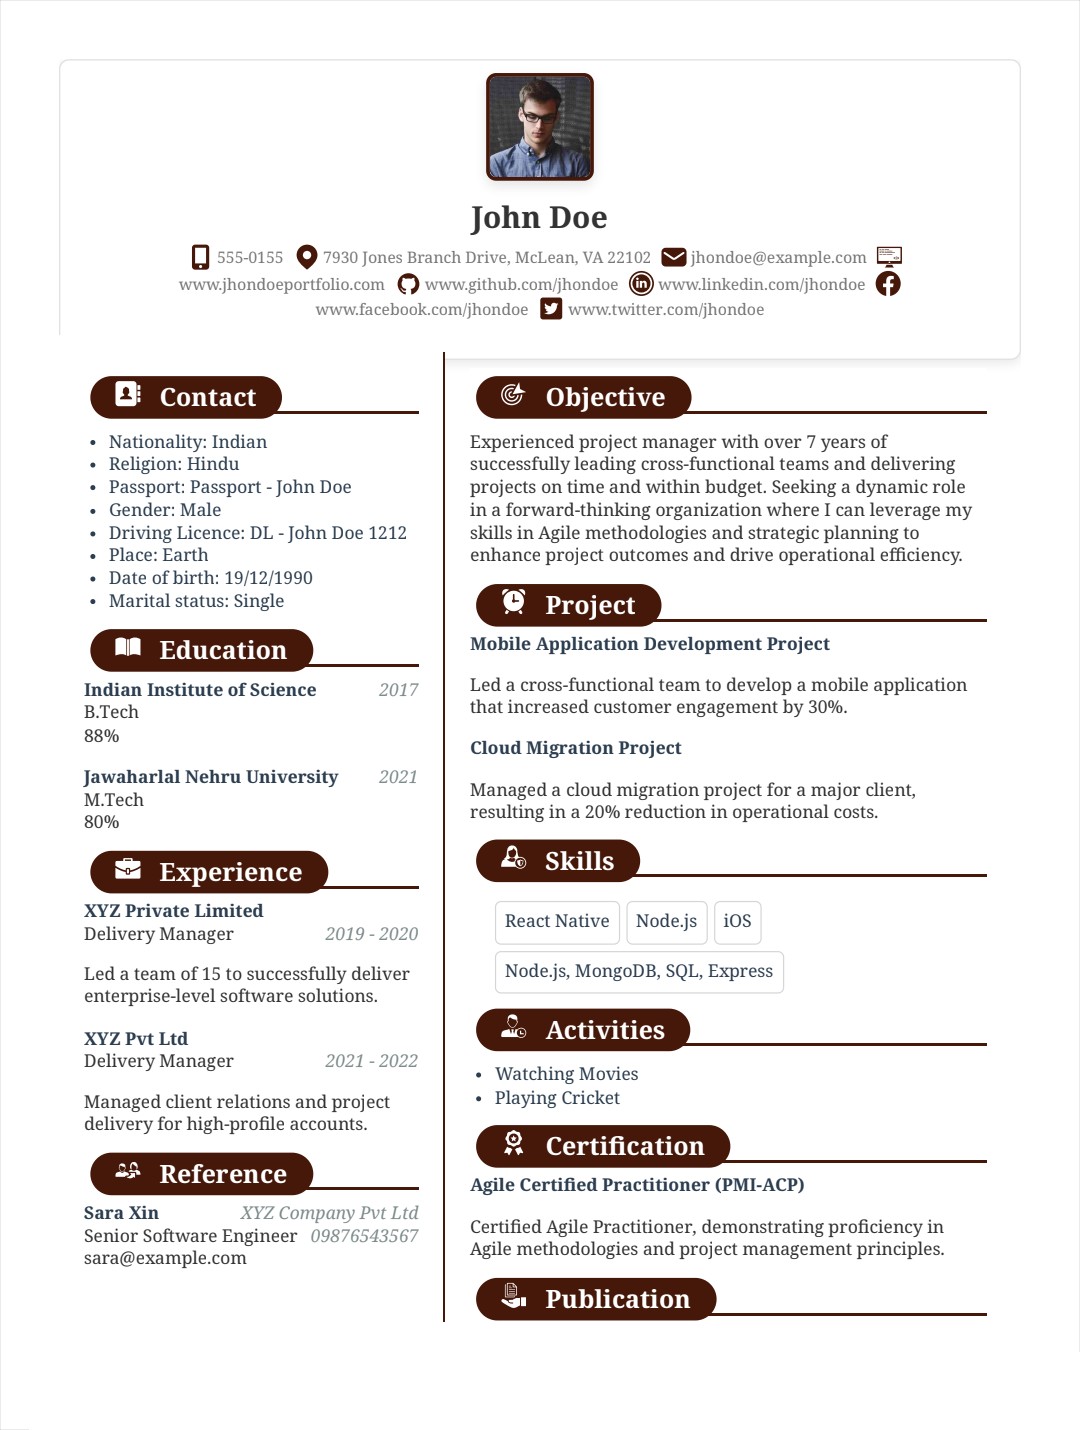 John Doe
555-0155 7930 Jones Branch Drive, McLean, VA 22102 jhondoe@example.com
www.jhondoeportfolio.com www.github.com/jhondoe www.linkedin.com/jhondoe
www.facebook.com/jhondoe www.twitter.com/jhondoe
Contact
• Nationality: Indian
• Religion: Hindu
• Passport: Passport - John Doe
• Gender: Male
• Driving Licence: DL - John Doe 1212
• Place: Earth
• Date of birth: 19/12/1990
• Marital status: Single
Education
Indian Institute of Science 2017
B.Tech
88%
Jawaharlal Nehru University 2021
M.Tech
80%
Experience
XYZ Private Limited
Delivery Manager 2019 - 2020
Led a team of 15 to successfully deliver
enterprise-level software solutions.
XYZ Pvt Ltd
Delivery Manager 2021 - 2022
Managed client relations and project
delivery for high-profile accounts.
Reference
Sara Xin XYZ Company Pvt Ltd
Senior Software Engineer 09876543567
sara@example.com
Objective
Experienced project manager with over 7 years of
successfully leading cross-functional teams and delivering
projects on time and within budget. Seeking a dynamic role
in a forward-thinking organization where I can leverage my
skills in Agile methodologies and strategic planning to
enhance project outcomes and drive operational efficiency.
Project
Mobile Application Development Project
Led a cross-functional team to develop a mobile application
that increased customer engagement by 30%.
Cloud Migration Project
Managed a cloud migration project for a major client,
resulting in a 20% reduction in operational costs.
Skills
React Native Node.js iOS
Node.js, MongoDB, SQL, Express
Activities
• Watching Movies
• Playing Cricket
Certification
Agile Certified Practitioner (PMI-ACP)
Certified Agile Practitioner, demonstrating proficiency in
Agile methodologies and project management principles.
Publication